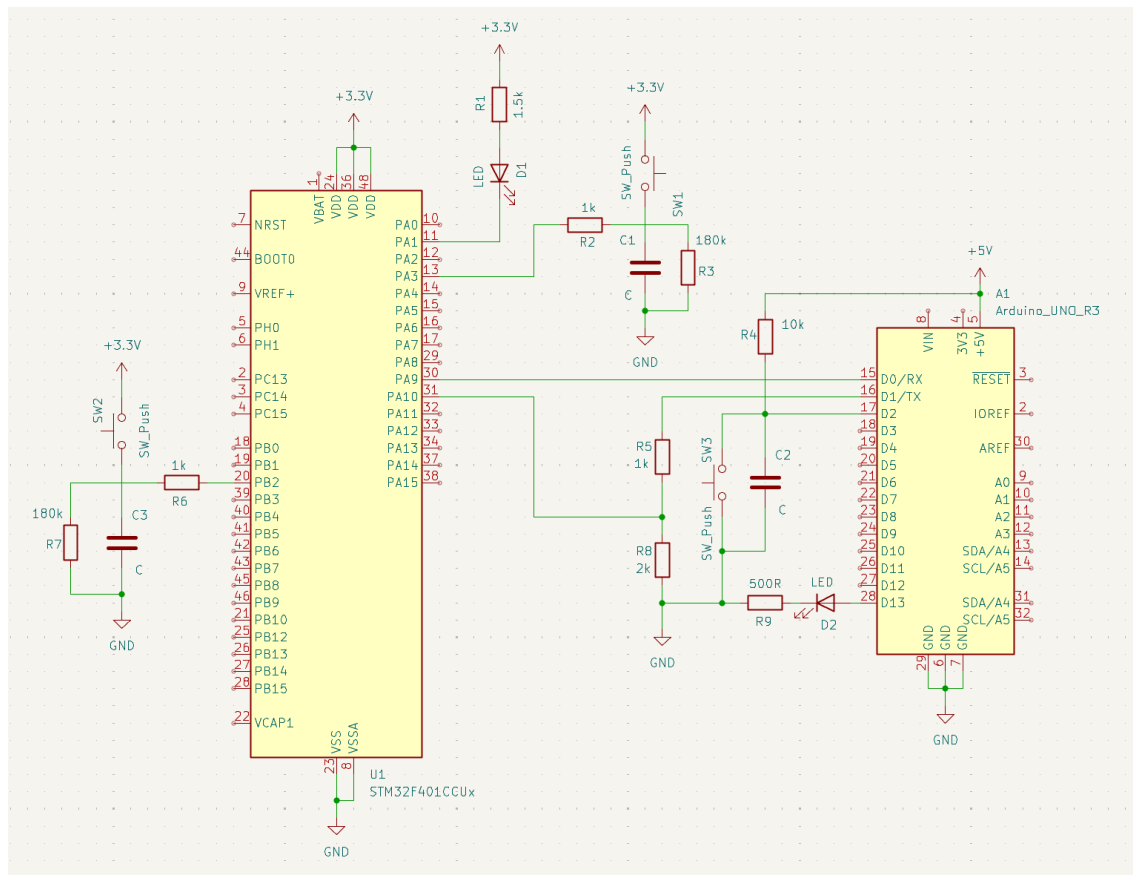 +3.3V
R1
1.5k
LED
D1
+3.3V
+3.3V
SW_Push
SW1
1k
R2
C1
C
180k
R3
GND
1
24
36
48
VBAT
VDD
VDD
VDD
7 NRST
44 BOOT0
9 VREF+
5 PH0
6 PH1
2 PC13
3 PC14
4 PC15
18 PB0
19 PB1
20 PB2
39 PB3
40 PB4
41 PB5
42 PB6
43 PB7
45 PB8
46 PB9
21 PB10
25 PB12
26 PB13
27 PB14
28 PB15
22 VCAP1
PA0 10
PA1 11
PA2 12
PA3 13
PA4 14
PA5 15
PA6 16
PA7 17
PA8 29
PA9 30
PA10 31
PA11 32
PA12 33
PA13 34
PA14 37
PA15 38
VSS
VSSA
23
8
U1
STM32F401CCUx
GND
+3.3V
SW2
SW_Push
1k
R6
180k
R7
C3
C
GND
+5V
A1
Arduino_UNO_R3
R4
10k
R5
1k
SW3
SW_Push
C2
C
R8
2k
500R
R9
LED
D2
GND
8
4
5
VIN
3V3
+5V
15 D0/RX
16 D1/TX
17 D2
18 D3
19 D4
20 D5
21 D6
22 D7
23 D8
24 D9
25 D10
26 D11
27 D12
28 D13
RESET 3
IOREF 2
AREF 30
A0 9
A1 10
A2 11
A3 12
SDA/A4 13
SCL/A5 14
SDA/A4 31
SCL/A5 32
GND
GND
GND
29
6
7
GND